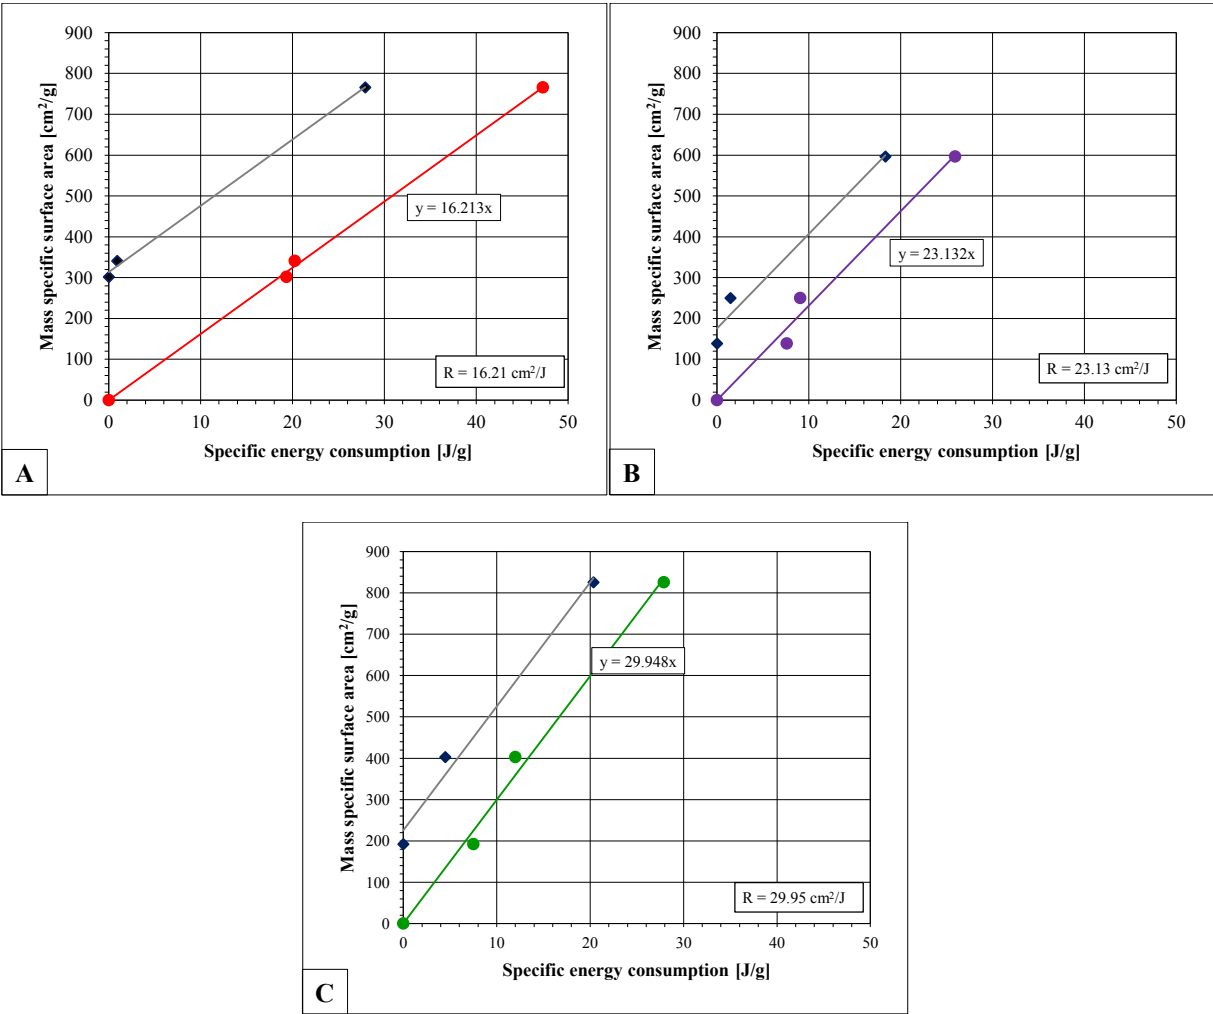 900
800
700
600
500
400
300
200
100
0
Mass specific surface area [cm²/g]
y = 16.213x
R = 16.21 cm²/J
0 10 20 30 40 50
Specific energy consumption [J/g]
A
900
800
700
600
500
400
300
200
100
0
Mass specific surface area [cm²/g]
y = 23.132x
R = 23.13 cm²/J
0 10 20 30 40 50
Specific energy consumption [J/g]
B
900
800
700
600
500
400
300
200
100
0
Mass specific surface area [cm²/g]
y = 29.948x
R = 29.95 cm²/J
0 10 20 30 40 50
Specific energy consumption [J/g]
C